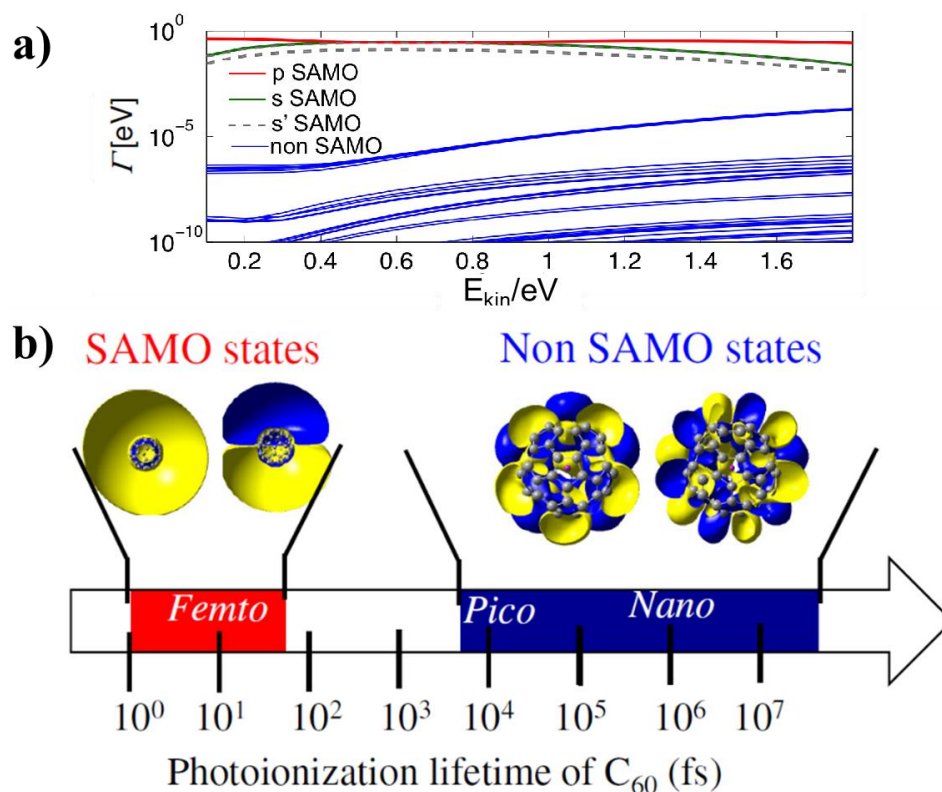 a)
10^0
10^-5
10^-10
Γ[eV]
p SAMO
s SAMO
s' SAMO
non SAMO
0.2 0.4 0.6 0.8 1 1.2 1.4 1.6
E_kin/eV
b)
SAMO states Non SAMO states
Femto Pico Nano
10^0 10^1 10^2 10^3 10^4 10^5 10^6 10^7
Photoionization lifetime of C_60 (fs)